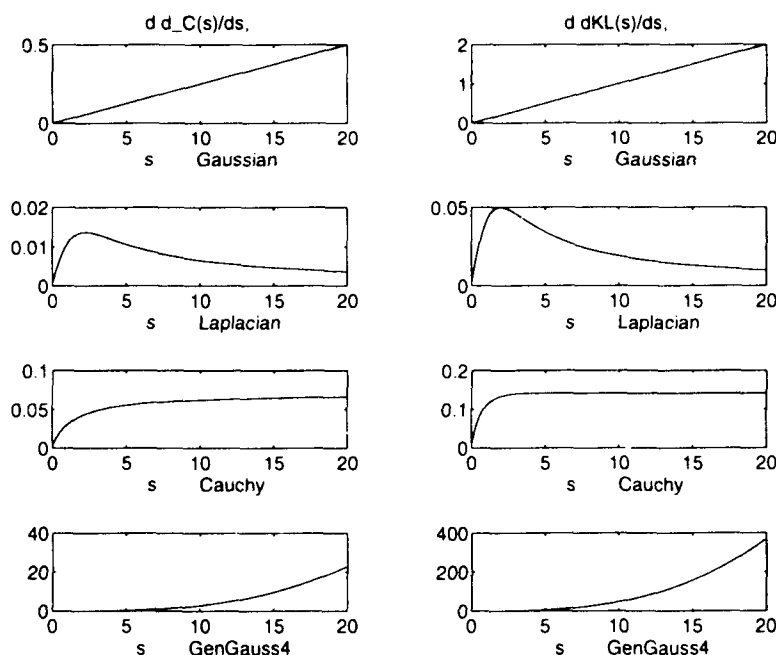 d d_C(s)/ds,
0.5
0
0 5 10 15 20
s Gaussian
d dKL(s)/ds,
2
1
0
0 5 10 15 20
s Gaussian
0.02
0.01
0
0 5 10 15 20
s Laplacian
0.05
0
0 5 10 15 20
s Laplacian
0.1
0.05
0
0 5 10 15 20
s Cauchy
0.2
0.1
0
0 5 10 15 20
s Cauchy
40
20
0
0 5 10 15 20
s GenGauss4
400
200
0
0 5 10 15 20
s GenGauss4